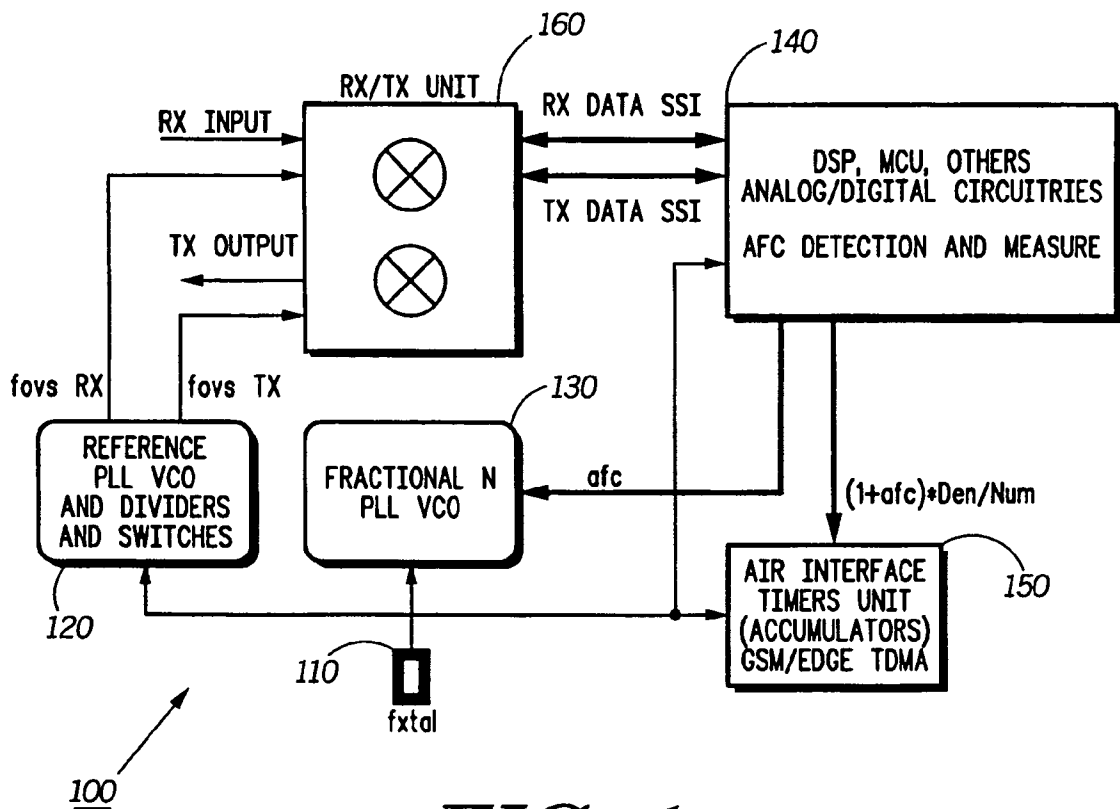 160
140
RX/TX UNIT
RX INPUT
RX DATA SSI
TX DATA SSI
TX OUTPUT
DSP, MCU, OTHERS
ANALOG/DIGITAL CIRCUITRIES
AFC DETECTION AND MEASURE
fovs RX
fovs TX
130
REFERENCE
PLL VCO
AND DIVIDERS
AND SWITCHES
FRACTIONAL N
PLL VCO
afc
(1+afc)*Den/Num
120
110
fxtal
AIR INTERFACE
TIMERS UNIT
(ACCUMULATORS)
GSM/EDGE TDMA
150
100